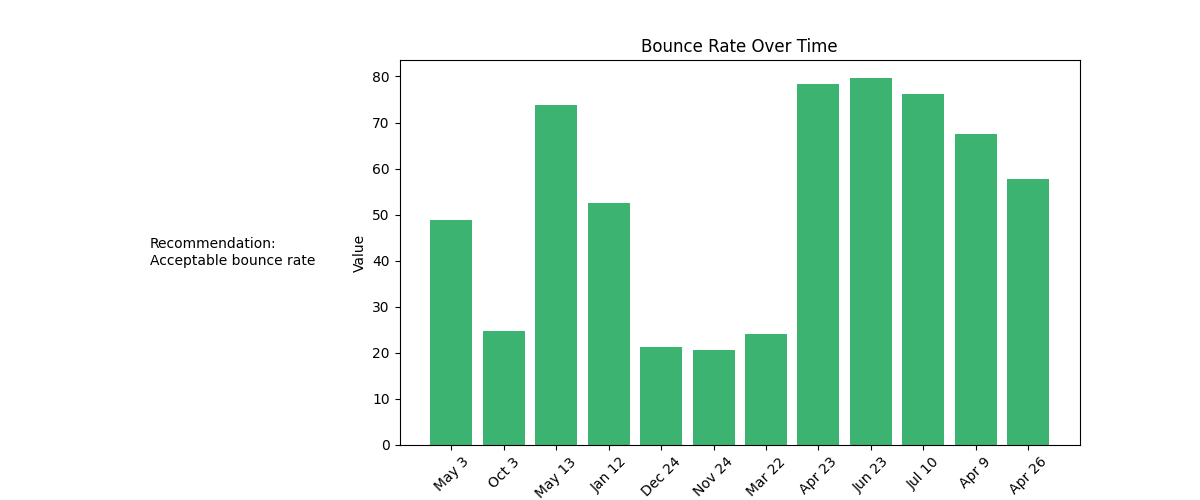 Bounce Rate Over Time
Recommendation:
Acceptable bounce rate
Value
80
70
60
50
40
30
20
10
0
May 3
Oct 3
May 13
Jan 12
Dec 24
Nov 24
Mar 22
Apr 23
Jun 23
Jul 10
Apr 9
Apr 26